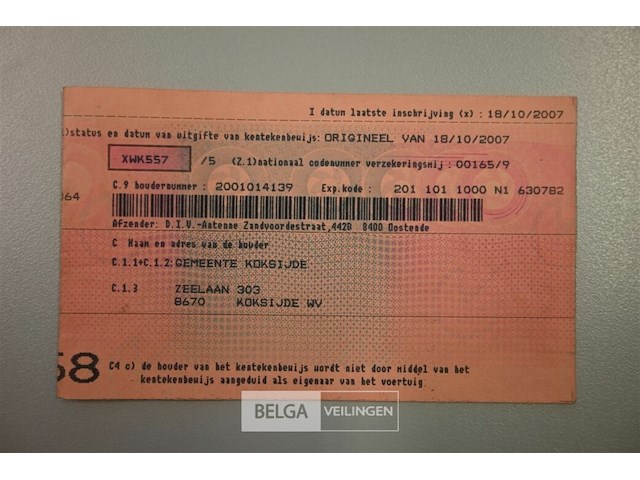 I datum laatste inschrijving (x) : 18/10/2007
)status en datum van uitgifte van kentekenbewijs: ORIGINEEL VAN 18/10/2007
XWK557 /5 (Z.1)nationaal codenummer verzekeringsmij : 00165/9
C.9 houdernummer : 2001014139 Exp.kode : 201 101 1000 N1 630782
064
Afzender: D.I.V.-Antenne Zandvoordestraat,442D 8400 Oostende
C Naam en adres van de houder
C.1.1+C.1.2: GEMEENTE KOKSIJDE
C.1.3 ZEELAAN 303
8670 KOKSIJDE WV
58 C4 c) de houder van het kentekenbewijs wordt niet door middel van het
kentekenbewijs aangeduid als eigenaar van het voertuig.
BELGA VEILINGEN